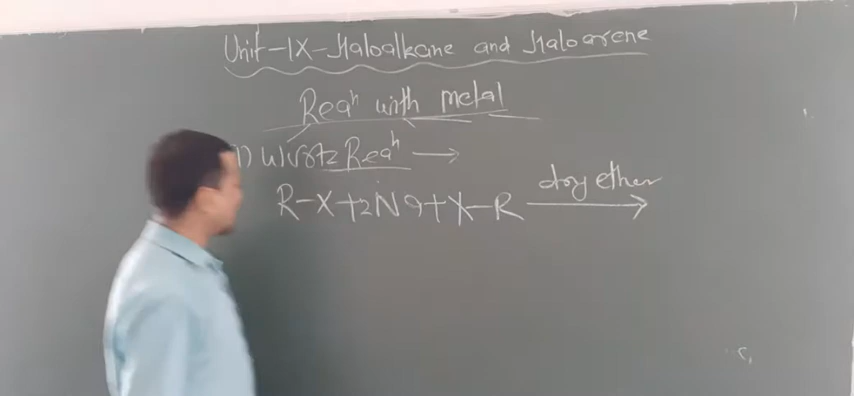 Unit-IX-Haloalkane and Haloarene
Reaⁿ with metal
1) Wurtz Reaⁿ →
R-X+2Na+X-R dry ether →